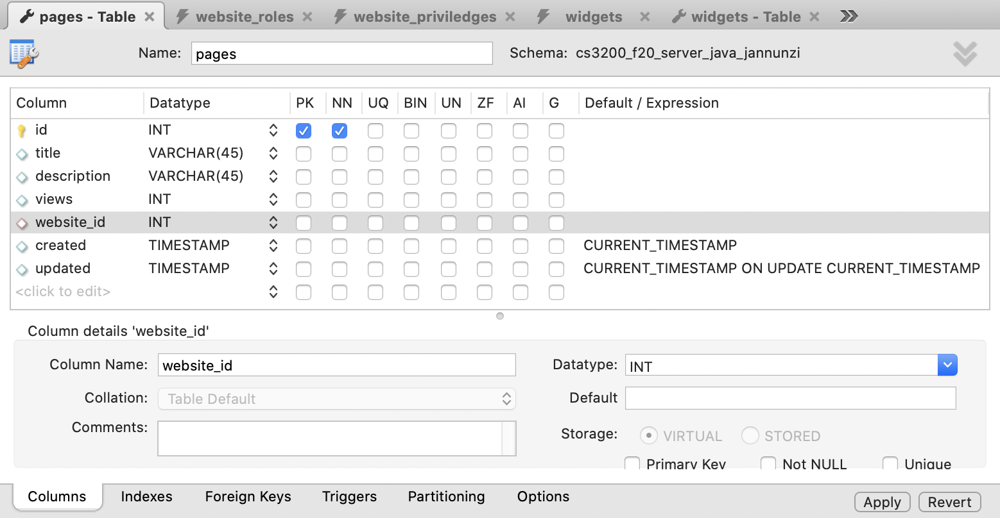 pages - Table website_roles website_priviledges widgets widgets - Table
Name: pages Schema: cs3200_f20_server_java_jannunzi
Column Datatype PK NN UQ BIN UN ZF AI G Default / Expression
id INT
title VARCHAR(45)
description VARCHAR(45)
views INT
website_id INT
created TIMESTAMP CURRENT_TIMESTAMP
updated TIMESTAMP CURRENT_TIMESTAMP ON UPDATE CURRENT_TIMESTAMP
<click to edit>
Column details 'website_id'
Column Name: website_id Datatype: INT
Collation: Table Default Default
Comments: Storage: VIRTUAL STORED
Primary Key Not NULL Unique
Columns Indexes Foreign Keys Triggers Partitioning Options Apply Revert